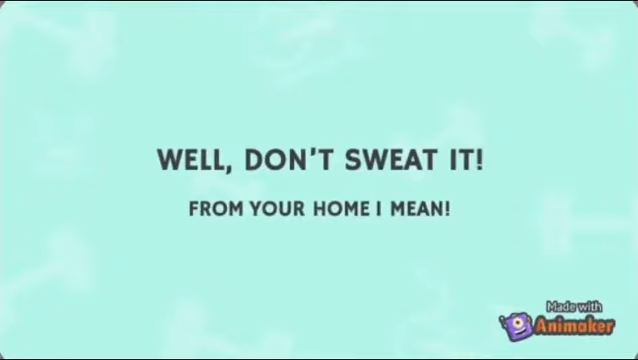 WELL, DON'T SWEAT IT!
FROM YOUR HOME I MEAN!
Made with
Animaker